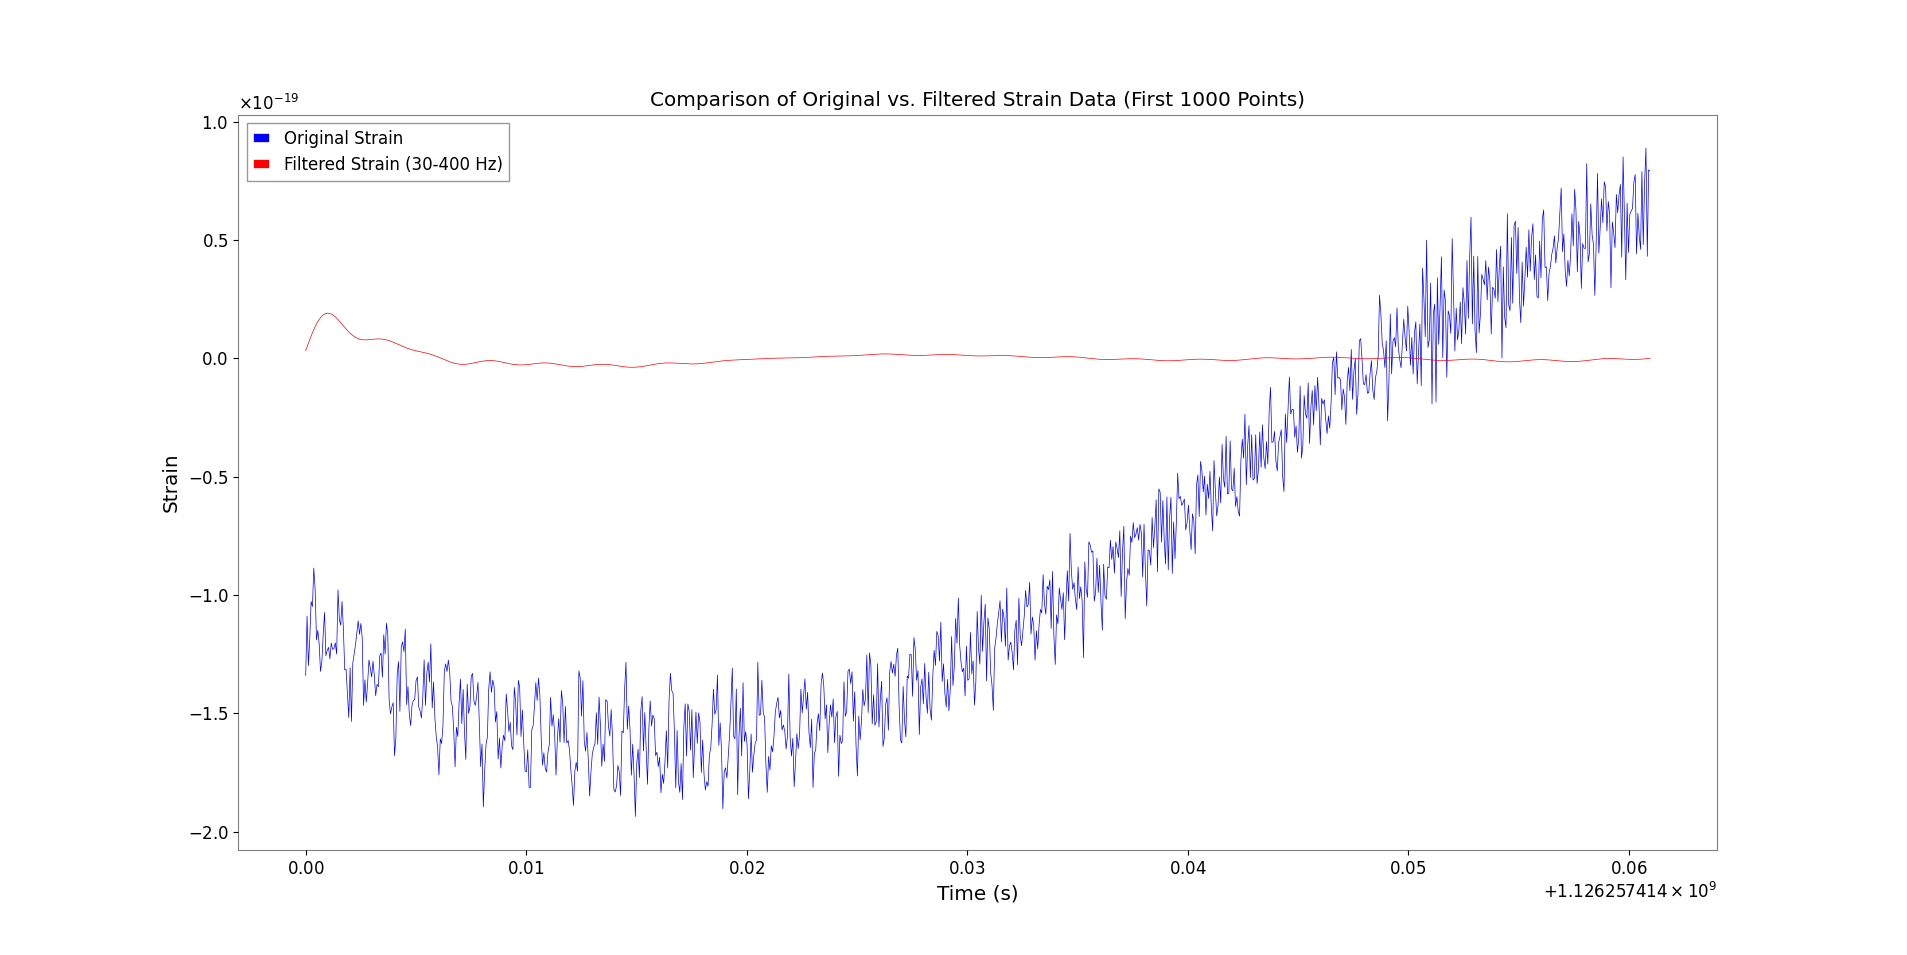 Comparison of Original vs. Filtered Strain Data (First 1000 Points)
×10⁻¹⁹
Original Strain
Filtered Strain (30-400 Hz)
Strain
1.0
0.5
0.0
−0.5
−1.0
−1.5
−2.0
0.00 0.01 0.02 0.03 0.04 0.05 0.06
Time (s)
+1.126257414 × 10⁹